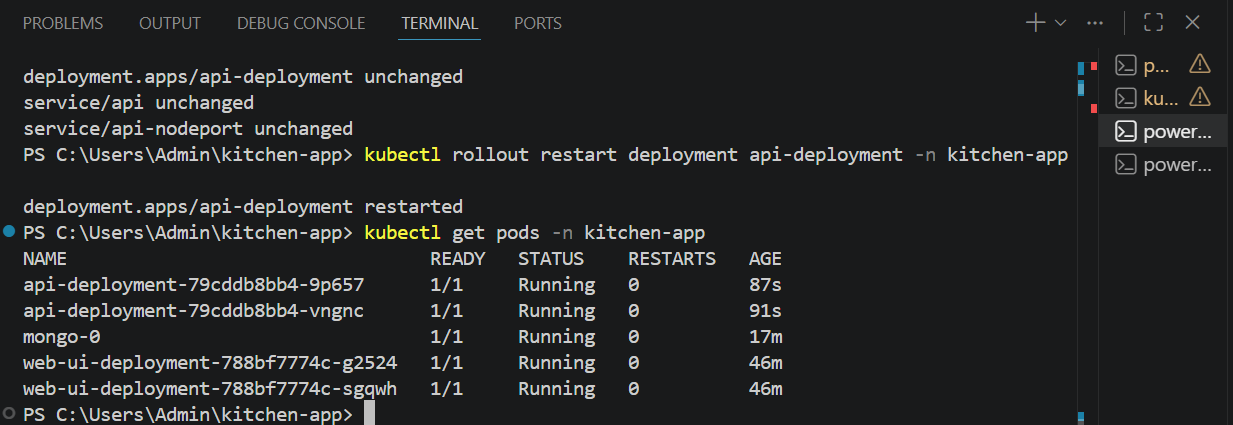 PROBLEMS OUTPUT DEBUG CONSOLE TERMINAL PORTS
deployment.apps/api-deployment unchanged
service/api unchanged
service/api-nodeport unchanged
PS C:\Users\Admin\kitchen-app> kubectl rollout restart deployment api-deployment -n kitchen-app
deployment.apps/api-deployment restarted
PS C:\Users\Admin\kitchen-app> kubectl get pods -n kitchen-app
NAME READY STATUS RESTARTS AGE
api-deployment-79cddb8bb4-9p657 1/1 Running 0 87s
api-deployment-79cddb8bb4-vngnc 1/1 Running 0 91s
mongo-0 1/1 Running 0 17m
web-ui-deployment-788bf7774c-g2524 1/1 Running 0 46m
web-ui-deployment-788bf7774c-sgqwh 1/1 Running 0 46m
PS C:\Users\Admin\kitchen-app>
p...
ku...
power...
power...